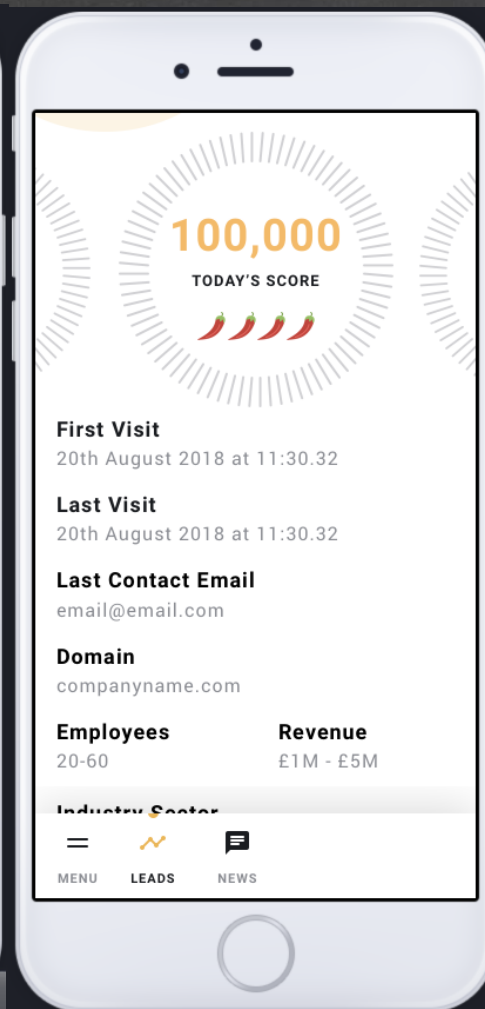 100,000
TODAY'S SCORE
First Visit
20th August 2018 at 11:30.32
Last Visit
20th August 2018 at 11:30.32
Last Contact Email
email@email.com
Domain
companyname.com
Employees
Revenue
20-60
£1M - £5M
Industry Sector
MENU
LEADS
NEWS